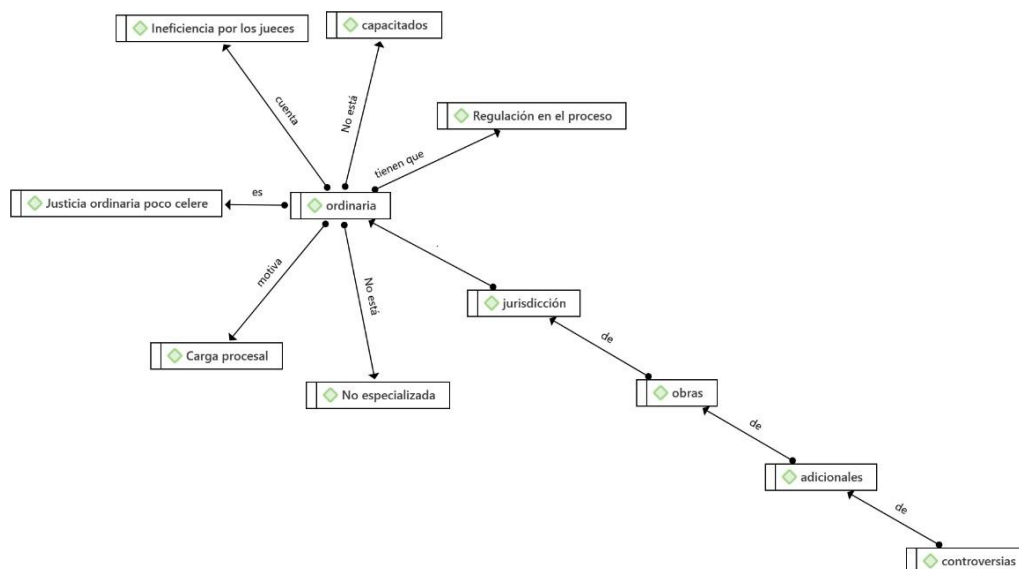 Ineficiencia por los jueces
capacitados
cuenta
No está
Regulación en el proceso
tienen que
es
Justicia ordinaria poco celere
ordinaria
.
motiva
No está
jurisdicción
de
Carga procesal
No especializada
obras
de
adicionales
de
controversias